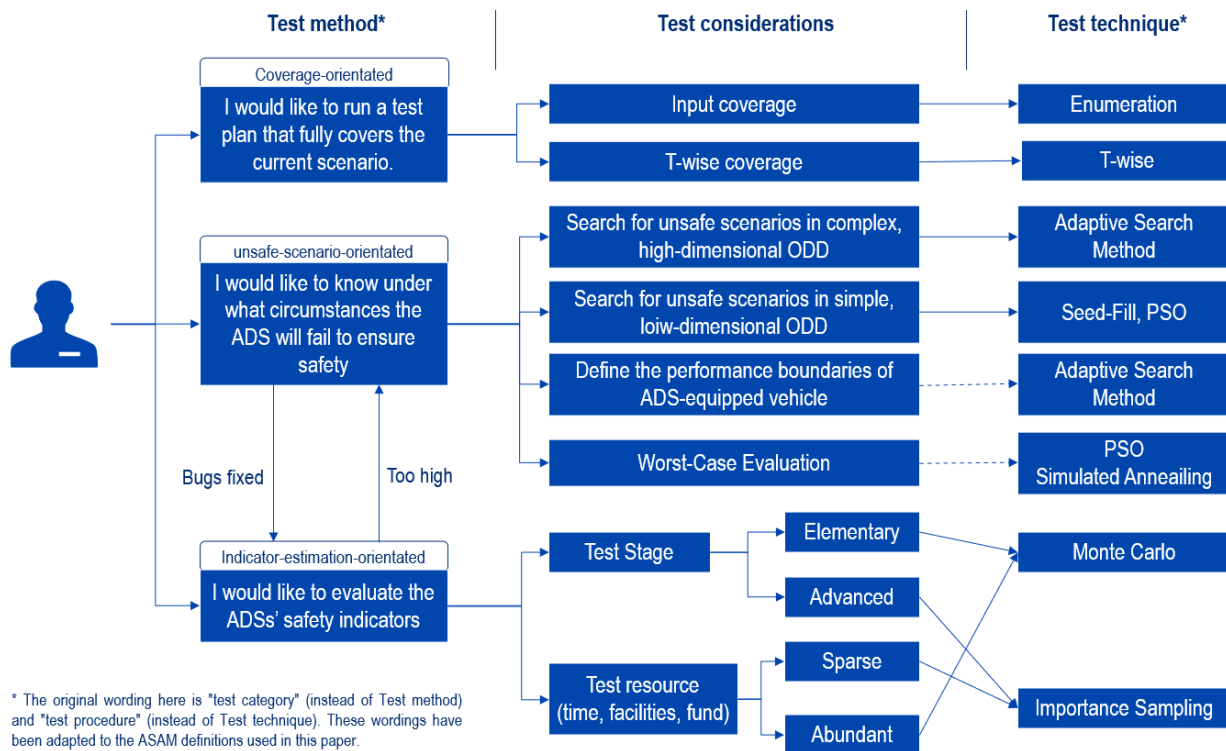 Test method*
Test considerations
Test technique*
Coverage-orientated
I would like to run a test
plan that fully covers the
current scenario.
Input coverage
Enumeration
T-wise coverage
T-wise
unsafe-scenario-orientated
I would like to know under
what circumstances the
ADS will fail to ensure
safety
Search for unsafe scenarios in complex,
high-dimensional ODD
Adaptive Search
Method
Search for unsafe scenarios in simple,
loiw-dimensional ODD
Seed-Fill, PSO
Define the performance boundaries of
ADS-equipped vehicle
Adaptive Search
Method
Worst-Case Evaluation
PSO
Simulated Annealing
Bugs fixed
Too high
Indicator-estimation-orientated
I would like to evaluate the
ADSs' safety indicators
Test Stage
Elementary
Advanced
Monte Carlo
Test resource
(time, facilities, fund)
Sparse
Abundant
Importance Sampling
* The original wording here is "test category" (instead of Test method)
and "test procedure" (instead of Test technique). These wordings have
been adapted to the ASAM definitions used in this paper.